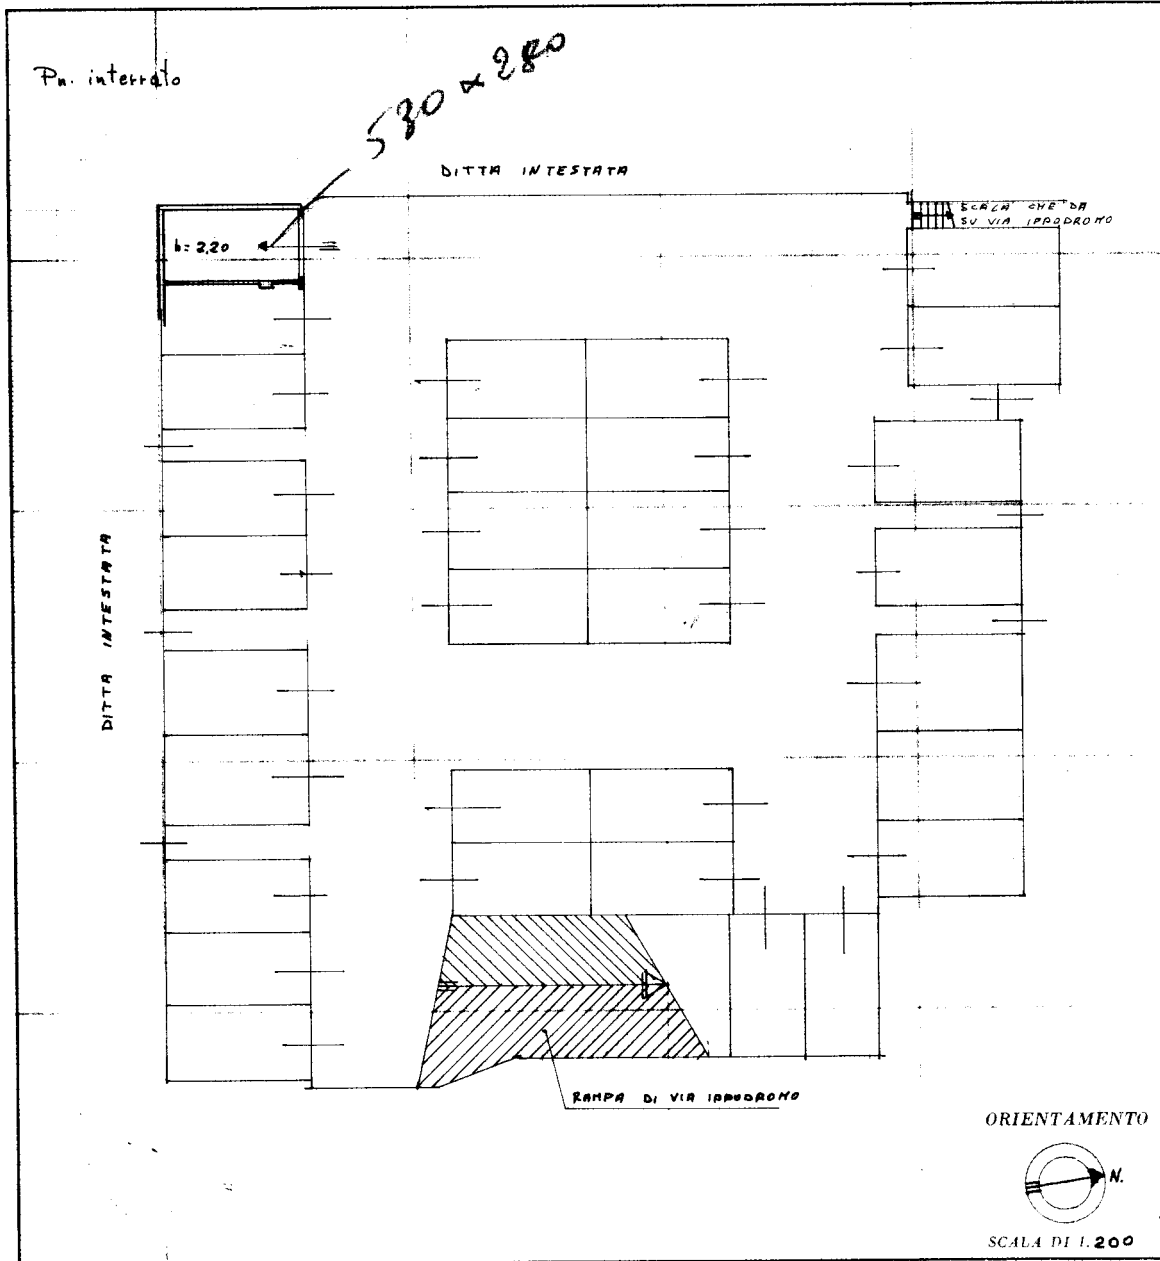 Pn. interrato
530 x 280
DITTA INTESTATA
SCALA CHE DA
SU VIA IPPODROMO
h=2,20
DITTA INTESTATA
RAMPA DI VIA IPPODROMO
ORIENTAMENTO
N.
SCALA DI 1.200